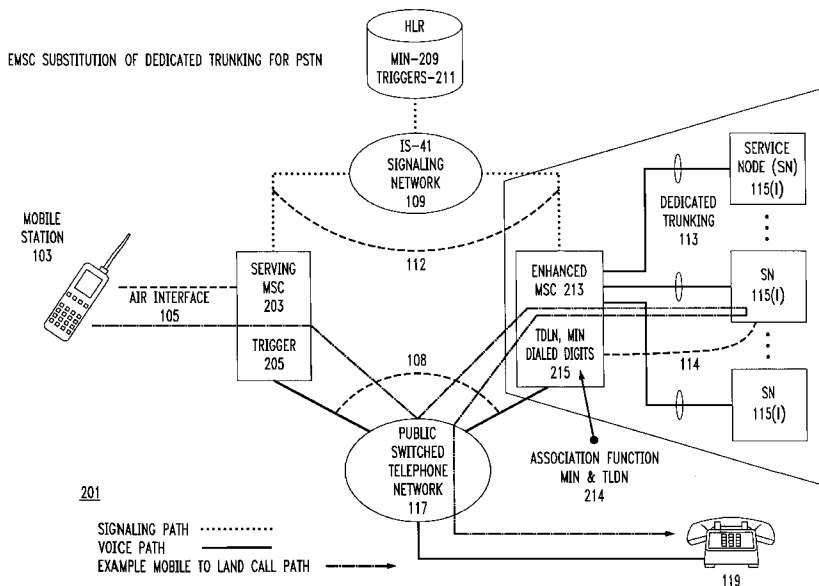 EMSC SUBSTITUTION OF DEDICATED TRUNKING FOR PSTN
HLR
MIN-209
TRIGGERS-211
IS-41
SIGNALING
NETWORK
109
112
MOBILE
STATION
103
AIR INTERFACE
105
SERVING
MSC
203
TRIGGER
205
108
ENHANCED
MSC 213
TDLN, MIN
DIALED DIGITS
215
DEDICATED
TRUNKING
113
SERVICE
NODE (SN)
115(I)
SN
115(I)
114
SN
115(I)
PUBLIC
SWITCHED
TELEPHONE
NETWORK
117
ASSOCIATION FUNCTION
MIN & TLDN
214
201
SIGNALING PATH
VOICE PATH
EXAMPLE MOBILE TO LAND CALL PATH
119